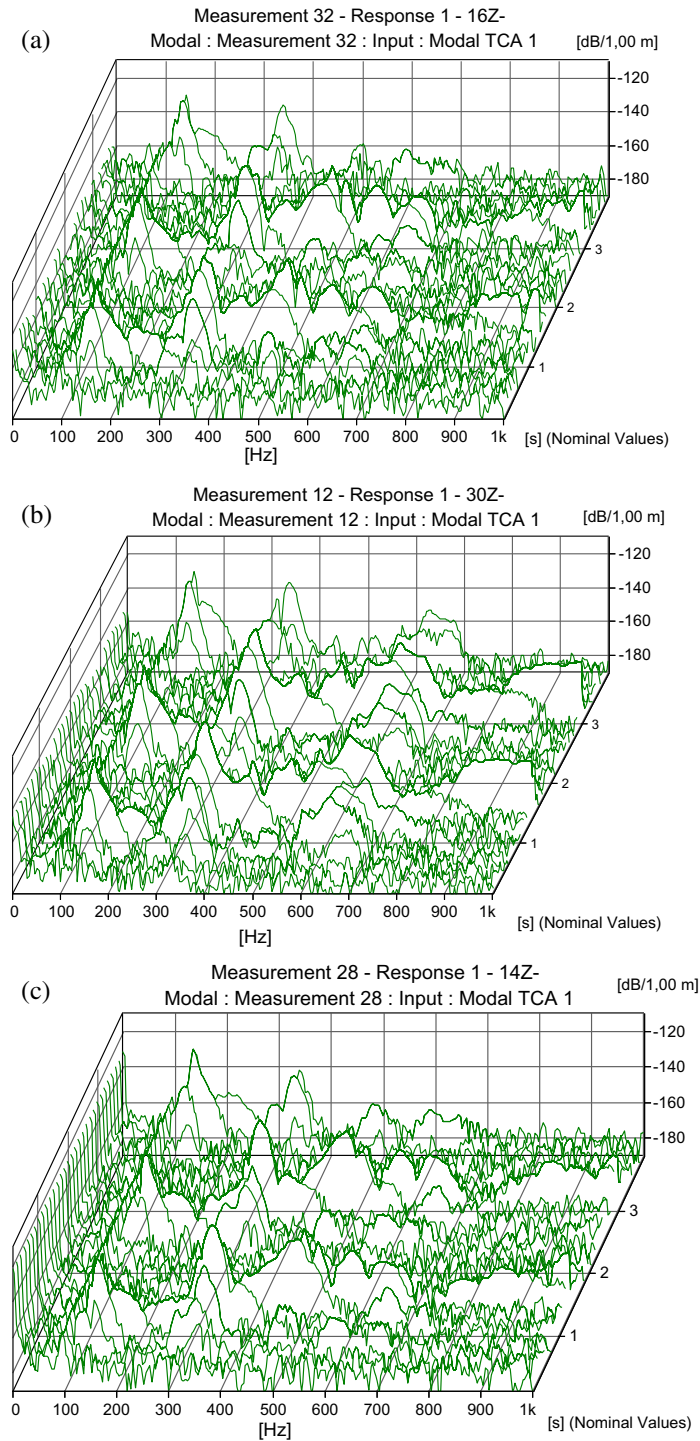 (a)
Measurement 32 - Response 1 - 16Z-
Modal : Measurement 32 : Input : Modal TCA 1
[dB/1,00 m]
-120
-140
-160
-180
3
2
1
0 100 200 300 400 500 600 700 800 900 1k
[Hz]
[s] (Nominal Values)
(b)
Measurement 12 - Response 1 - 30Z-
Modal : Measurement 12 : Input : Modal TCA 1
[dB/1,00 m]
-120
-140
-160
-180
3
2
1
0 100 200 300 400 500 600 700 800 900 1k
[Hz]
[s] (Nominal Values)
(c)
Measurement 28 - Response 1 - 14Z-
Modal : Measurement 28 : Input : Modal TCA 1
[dB/1,00 m]
-120
-140
-160
-180
3
2
1
0 100 200 300 400 500 600 700 800 900 1k
[Hz]
[s] (Nominal Values)